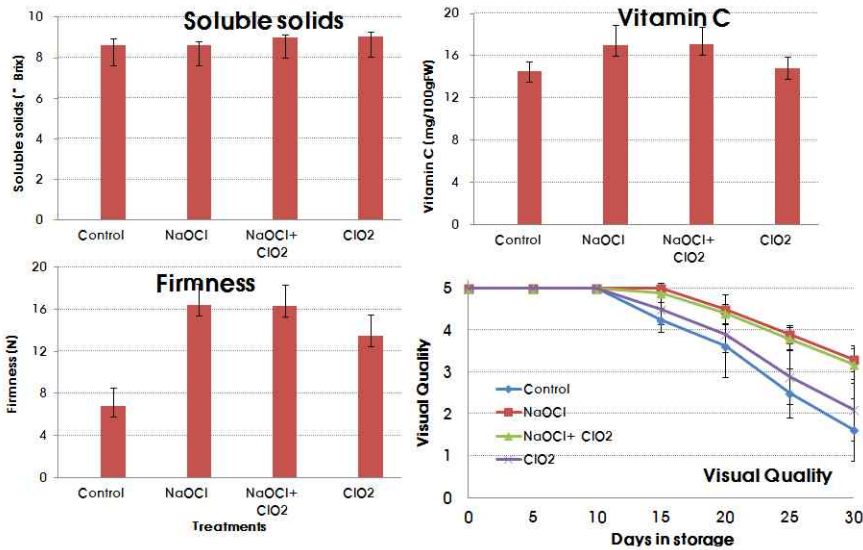 Soluble solids
Soluble solids (° Brix)
10
8
6
4
2
0
Control NaOCl NaOCl+ ClO2
ClO2
Vitamin C
Vitamin C (mg/100gFW)
20
16
12
8
4
0
Control NaOCl NaOCl+ ClO2
ClO2
Firmness
Firmness (N)
20
16
12
8
4
0
Control NaOCl NaOCl+ ClO2
ClO2
Treatments
Visual Quality
5
4
3
2
1
0
Control
NaOCl
NaOCl+ ClO2
ClO2
Visual Quality
0 5 10 15 20 25 30
Days in storage